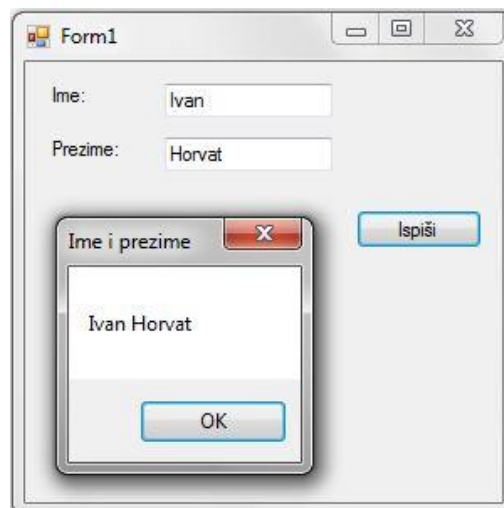 Form1
Ime: Ivan
Prezime: Horvat
Ispiši
Ime i prezime
Ivan Horvat
OK